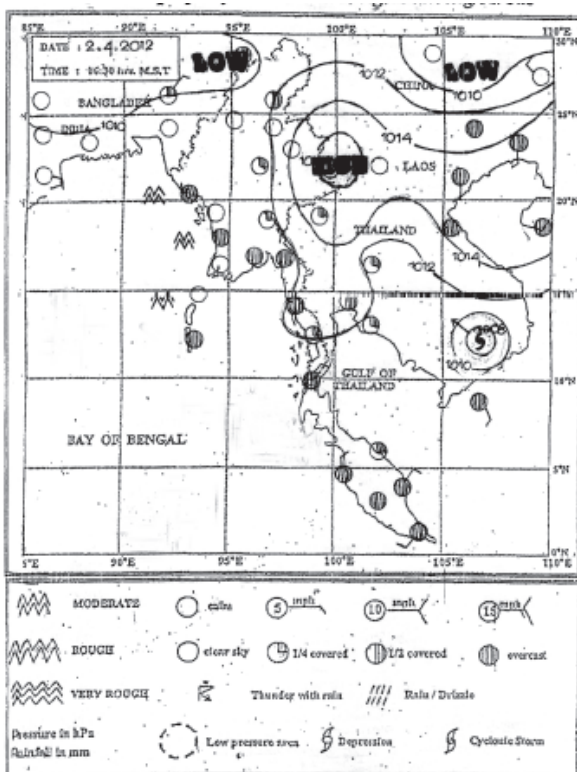 85°E 90°E 95°E 100°E 105°E 110°E
DATE : 2.4.2012
TIME : 06:30 hrs. M.S.T
LOW
LOW
30°N
1012
CHINA
1010
BANGLADESH
INDIA
1010
1014
LAOS
20°N
THAILAND
1014
1012
1008
1010
GULF OF
THAILAND
10°N
BAY OF BENGAL
5°N
0°N
5°E 90°E 95°E 100°E 105°E 110°E
MODERATE calm 5 mph 10 mph 15 mph
ROUGH clear sky 1/4 covered 1/2 covered overcast
VERY ROUGH Thunder with rain Rain / Drizzle
Pressure in hPa
Rainfall in mm
Low pressure area Depression Cyclonic Storm